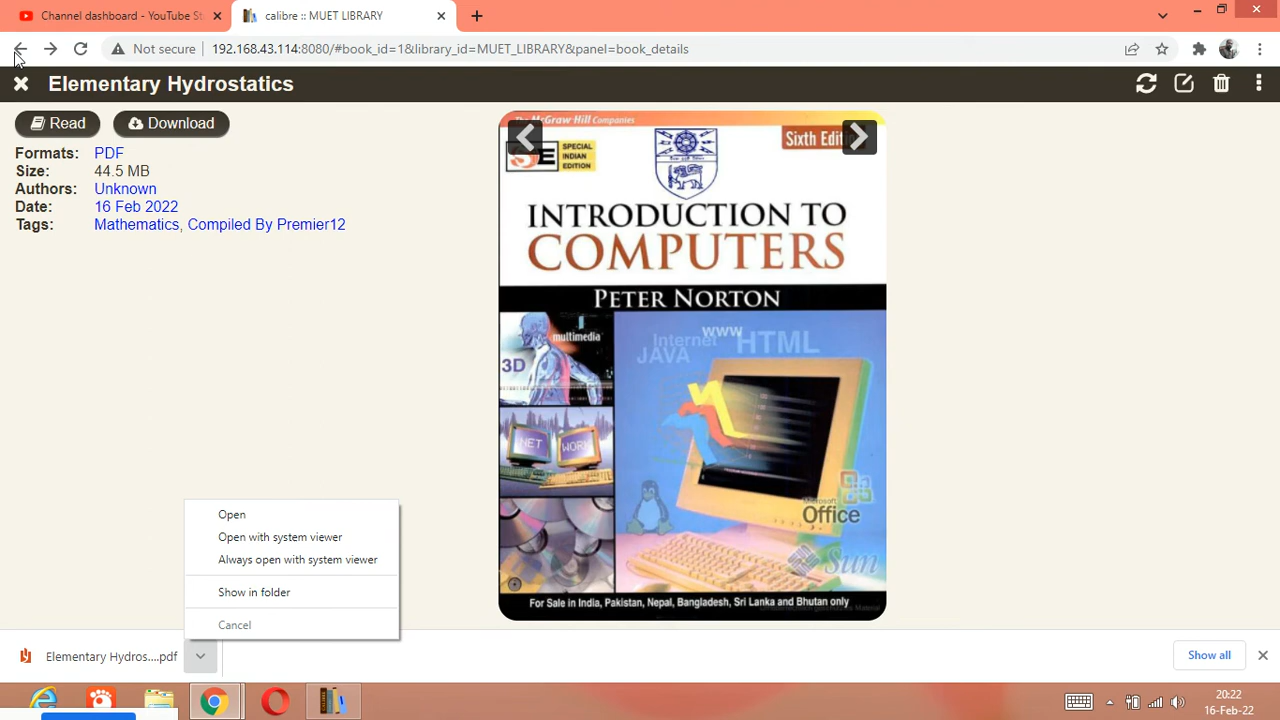 Channel dashboard - YouTube St
calibre :: MUET LIBRARY
Not secure
192.168.43.114:8080/#book_id=1&library_id=MUET_LIBRARY&panel=book_details
Elementary Hydrostatics
Read
Download
Formats: PDF
Size: 44.5 MB
Authors: Unknown
Date: 16 Feb 2022
Tags: Mathematics, Compiled By Premier12
The McGraw-Hill Companies
SPECIAL
INDIAN
EDITION
INTRODUCTION TO
COMPUTERS
PETER NORTON
multimedia
3D
WWW
Internet
HTML
JAVA
NET
WORK
Microsoft
Office
Sun
For Sale in India, Pakistan, Nepal, Bangladesh, Sri Lanka and Bhutan only
Open
Open with system viewer
Always open with system viewer
Show in folder
Cancel
Elementary Hydros....pdf
Show all
20:22
16-Feb-22